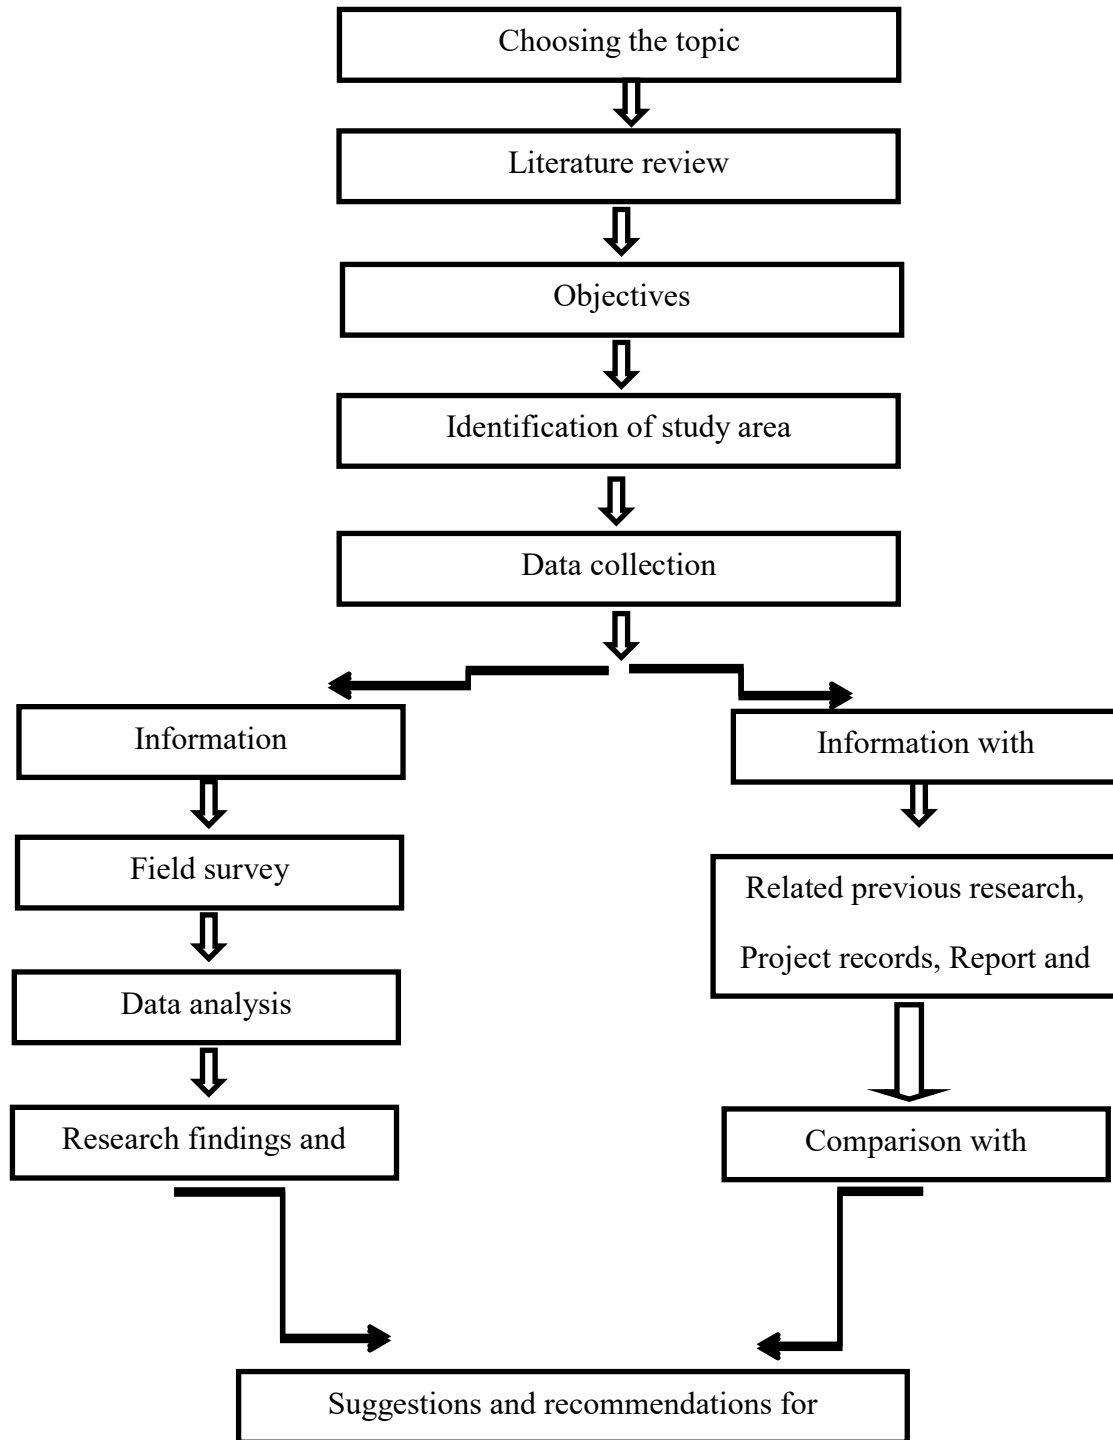 Choosing the topic
Literature review
Objectives
Identification of study area
Data collection
Information
Field survey
Data analysis
Research findings and
Information with
Related previous research,
Project records, Report and
Comparison with
Suggestions and recommendations for